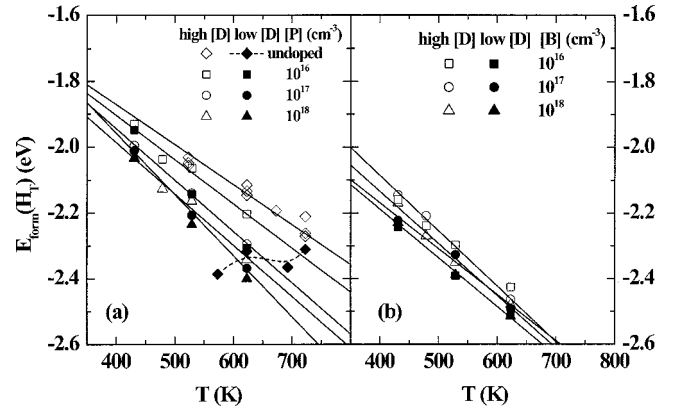 high [D] low [D] [P] (cm⁻³)
undoped
10¹⁶
10¹⁷
10¹⁸
(a)
high [D] low [D] [B] (cm⁻³)
10¹⁶
10¹⁷
10¹⁸
(b)
E_form(H_T) (eV)
-1.6
-1.8
-2.0
-2.2
-2.4
-2.6
-1.6
-1.8
-2.0
-2.2
-2.4
-2.6
400 500 600 700
400 500 600 700 800
T (K)
T (K)